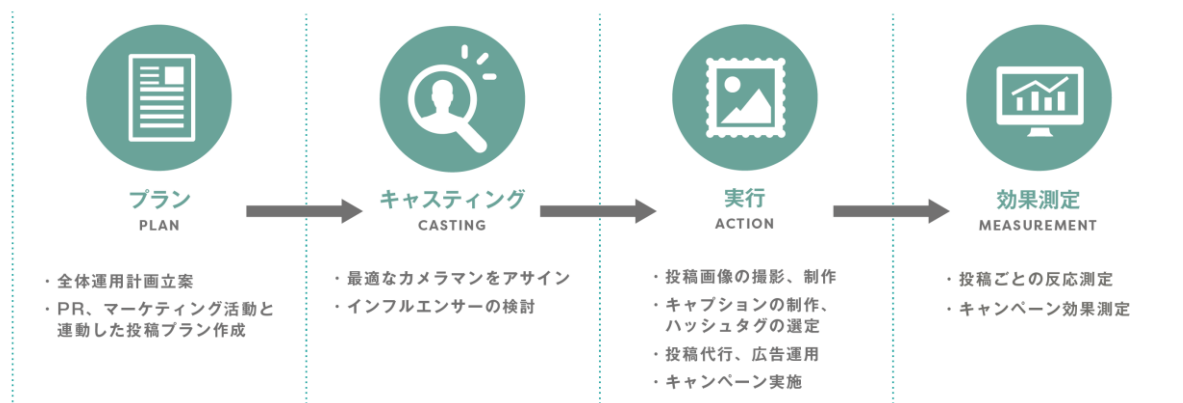 プラン
PLAN
・全体運用計画立案
・PR、マーケティング活動と
連動した投稿プラン作成
キャスティング
CASTING
・最適なカメラマンをアサイン
・インフルエンサーの検討
実行
ACTION
・投稿画像の撮影、制作
・キャプションの制作、
ハッシュタグの選定
・投稿代行、広告運用
・キャンペーン実施
効果測定
MEASUREMENT
・投稿ごとの反応測定
・キャンペーン効果測定